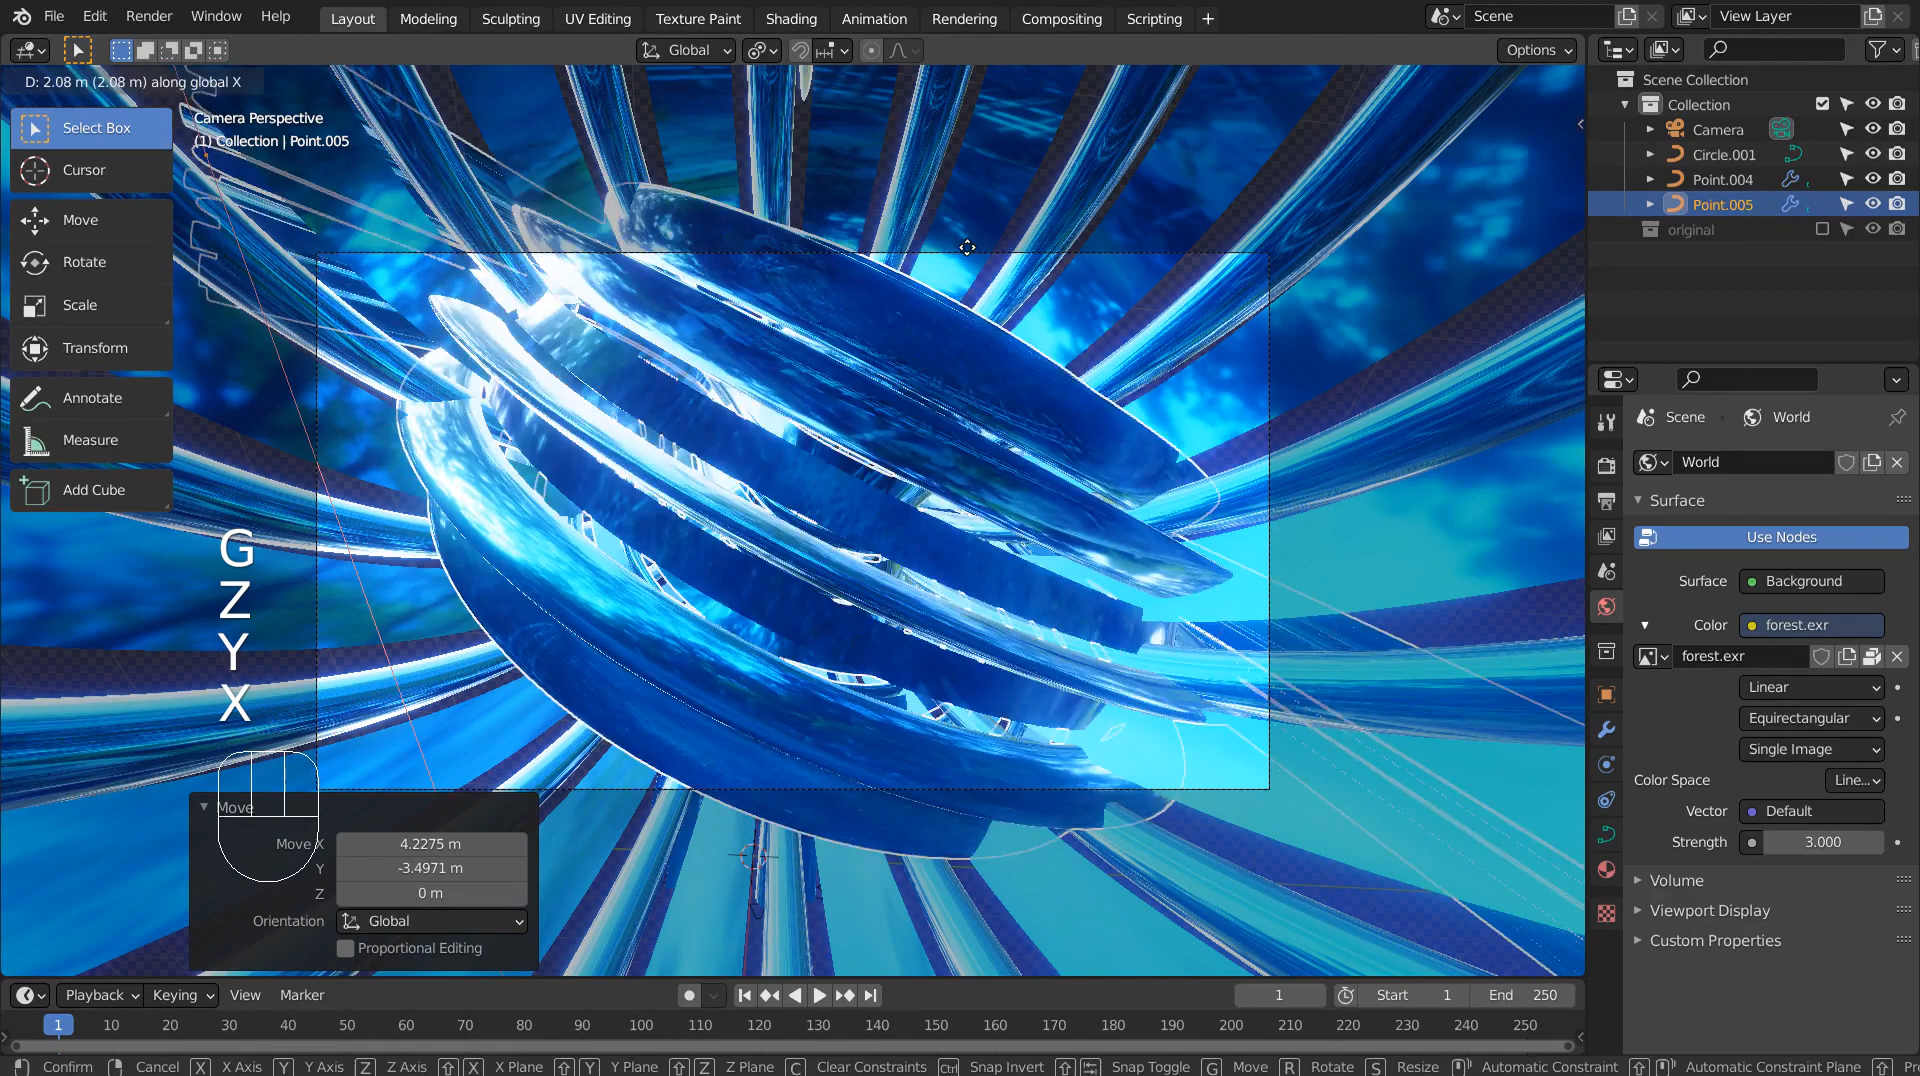 File Edit Render Window Help Layout Modeling Sculpting UV Editing Texture Paint Shading Animation Rendering Compositing Scripting + Scene View Layer
Global Options
D: 2.08 m (2.08 m) along global X
Camera Perspective
(1) Collection | Point.005
Select Box
Cursor
Move
Rotate
Scale
Transform
Annotate
Measure
Add Cube
G
Z
Y
X
Move
Move X 4.2275 m
Y -3.4971 m
Z 0 m
Orientation Global
Proportional Editing
Scene Collection
Collection
Camera
Circle.001
Point.004
Point.005
original
Scene World
World
Surface
Use Nodes
Surface Background
Color forest.exr
forest.exr
Linear
Equirectangular
Single Image
Color Space Line...
Vector Default
Strength 3.000
Volume
Viewport Display
Custom Properties
Playback Keying View Marker 1 Start 1 End 250
1 10 20 30 40 50 60 70 80 90 100 110 120 130 140 150 160 170 180 190 200 210 220 230 240 250
Confirm Cancel X X Axis Y Y Axis Z Z Axis X X Plane Y Y Plane Z Z Plane C Clear Constraints Ctrl Snap Invert Snap Toggle G Move R Rotate S Resize Automatic Constraint Automatic Constraint Plane